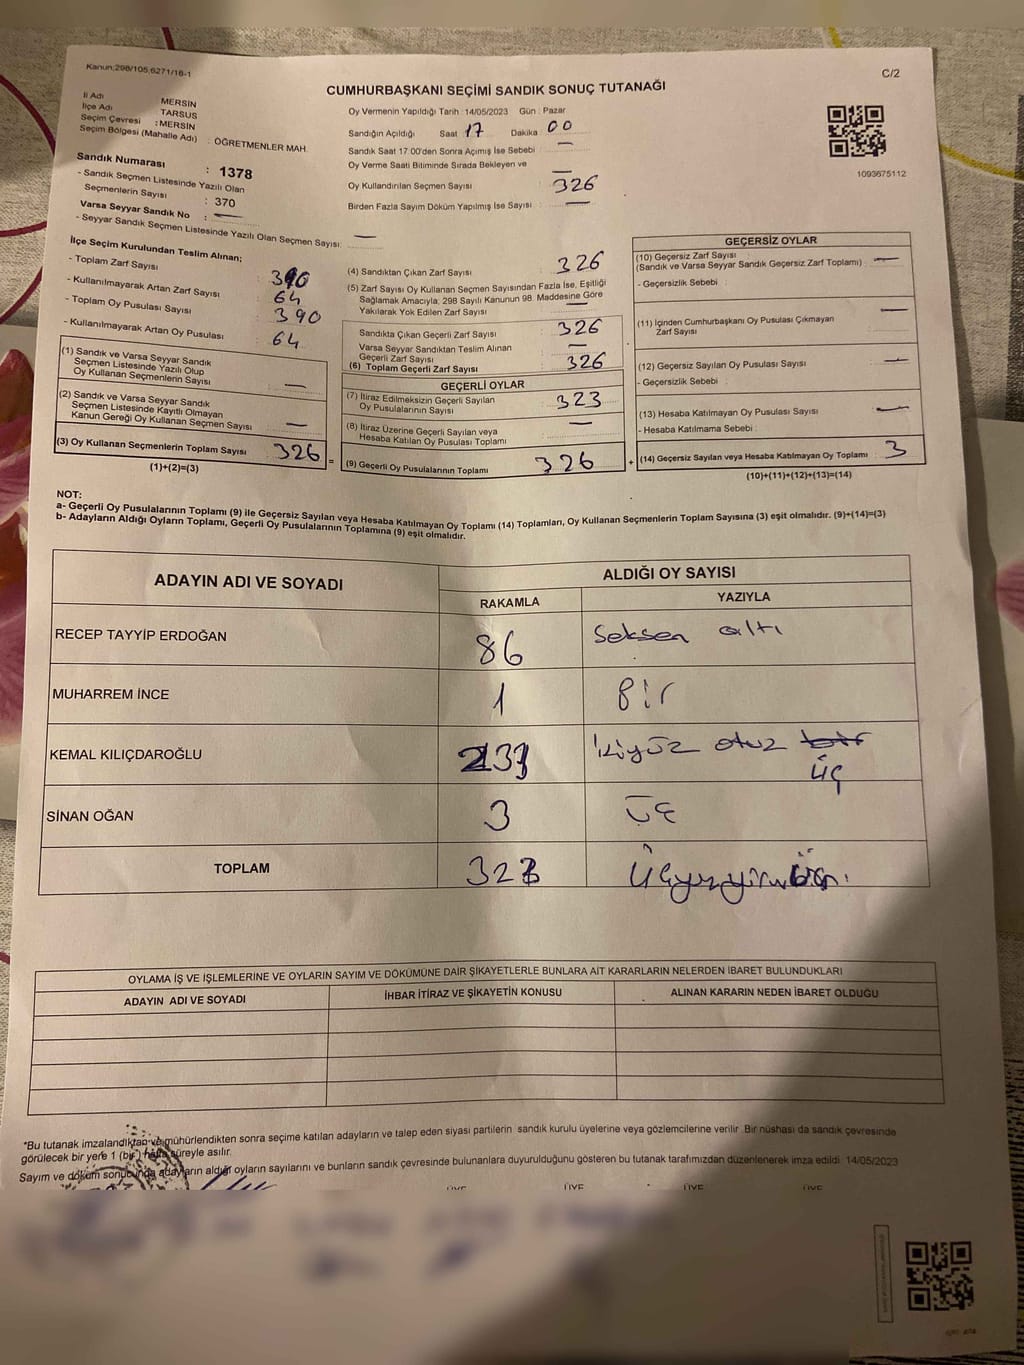 Kanun:298/105,6271/18-1
C/2
CUMHURBAŞKANI SEÇİMİ SANDIK SONUÇ TUTANAĞI
İl Adı MERSİN
İlçe Adı TARSUS
Seçim Çevresi : MERSİN
Seçim Bölgesi (Mahalle Adı) : ÖĞRETMENLER MAH.
Sandık Numarası : 1378
- Sandık Seçmen Listesinde Yazılı Olan
Seçmenlerin Sayısı : 370
Varsa Seyyar Sandık No : —
- Seyyar Sandık Seçmen Listesinde Yazılı Olan Seçmen Sayısı: —
Oy Vermenin Yapıldığı Tarih : 14/05/2023 Gün : Pazar
Sandığın Açıldığı Saat 17 Dakika 00
Sandık Saat 17:00'den Sonra Açılmış İse Sebebi : —
Oy Verme Saati Bitiminde Sırada Bekleyen ve —
Oy Kullandırılan Seçmen Sayısı : 326
Birden Fazla Sayım Döküm Yapılmış İse Sayısı : —
1093675112
İlçe Seçim Kurulundan Teslim Alınan;
- Toplam Zarf Sayısı : 390
- Kullanılmayarak Artan Zarf Sayısı : 64
- Toplam Oy Pusulası Sayısı : 390
- Kullanılmayarak Artan Oy Pusulası : 64
(1) Sandık ve Varsa Seyyar Sandık
Seçmen Listesinde Yazılı Olup
Oy Kullanan Seçmenlerin Sayısı : —
(2) Sandık ve Varsa Seyyar Sandık
Seçmen Listesinde Kayıtlı Olmayan
Kanun Gereği Oy Kullanan Seçmen Sayısı : —
(3) Oy Kullanan Seçmenlerin Toplam Sayısı : 326
(1)+(2)=(3)
(4) Sandıktan Çıkan Zarf Sayısı : 326
(5) Zarf Sayısı Oy Kullanan Seçmen Sayısından Fazla İse, Eşitliği
Sağlamak Amacıyla; 298 Sayılı Kanunun 98. Maddesine Göre
Yakılarak Yok Edilen Zarf Sayısı : —
Sandıkta Çıkan Geçerli Zarf Sayısı : 326
Varsa Seyyar Sandıktan Teslim Alınan
Geçerli Zarf Sayısı : —
(6) Toplam Geçerli Zarf Sayısı : 326
GEÇERLİ OYLAR
(7) İtiraz Edilmeksizin Geçerli Sayılan
Oy Pusulalarının Sayısı : 323
(8) İtiraz Üzerine Geçerli Sayılan veya
Hesaba Katılan Oy Pusulası Toplamı : —
(9) Geçerli Oy Pusulalarının Toplamı : 326
GEÇERSİZ OYLAR
(10) Geçersiz Zarf Sayısı : —
(Sandık ve Varsa Seyyar Sandık Geçersiz Zarf Toplamı)
- Geçersizlik Sebebi :
(11) İçinden Cumhurbaşkanı Oy Pusulası Çıkmayan : —
Zarf Sayısı
(12) Geçersiz Sayılan Oy Pusulası Sayısı : —
- Geçersizlik Sebebi :
(13) Hesaba Katılmayan Oy Pusulası Sayısı : —
- Hesaba Katılmama Sebebi :
(14) Geçersiz Sayılan veya Hesaba Katılmayan Oy Toplamı : 3
(10)+(11)+(12)+(13)=(14)
NOT:
a- Geçerli Oy Pusulalarının Toplamı (9) ile Geçersiz Sayılan veya Hesaba Katılmayan Oy Toplamı (14) Toplamları, Oy Kullanan Seçmenlerin Toplam Sayısına (3) eşit olmalıdır. (9)+(14)=(3)
b- Adayların Aldığı Oyların Toplamı, Geçerli Oy Pusulalarının Toplamına (9) eşit olmalıdır.
ADAYIN ADI VE SOYADI
ALDIĞI OY SAYISI
RAKAMLA YAZIYLA
RECEP TAYYİP ERDOĞAN 86 Seksen altı
MUHARREM İNCE 1 Bir
KEMAL KILIÇDAROĞLU 233 İkiyüz otuz bir
üç
SİNAN OĞAN 3 Üç
TOPLAM 323 Üçyüzyirmi üç
OYLAMA İŞ VE İŞLEMLERİNE VE OYLARIN SAYIM VE DÖKÜMÜNE DAİR ŞİKAYETLERLE BUNLARA AİT KARARLARIN NELERDEN İBARET BULUNDUKLARI
ADAYIN ADI VE SOYADI İHBAR İTİRAZ VE ŞİKAYETİN KONUSU ALINAN KARARIN NEDEN İBARET OLDUĞU
*Bu tutanak imzalandıktan ve mühürlendikten sonra seçime katılan adayların ve talep eden siyasi partilerin sandık kurulu üyelerine veya gözlemcilerine verilir. Bir nüshası da sandık çevresinde
görülecek bir yere 1 (bir) hafta süreyle asılır.
Sayım ve döküm sonucunda adayların aldığı oyların sayılarını ve bunların sandık çevresinde bulunanlara duyurulduğunu gösteren bu tutanak tarafımızdan düzenlenerek imza edildi. 14/05/2023
ÜYE ÜYE ÜYE ÜYE